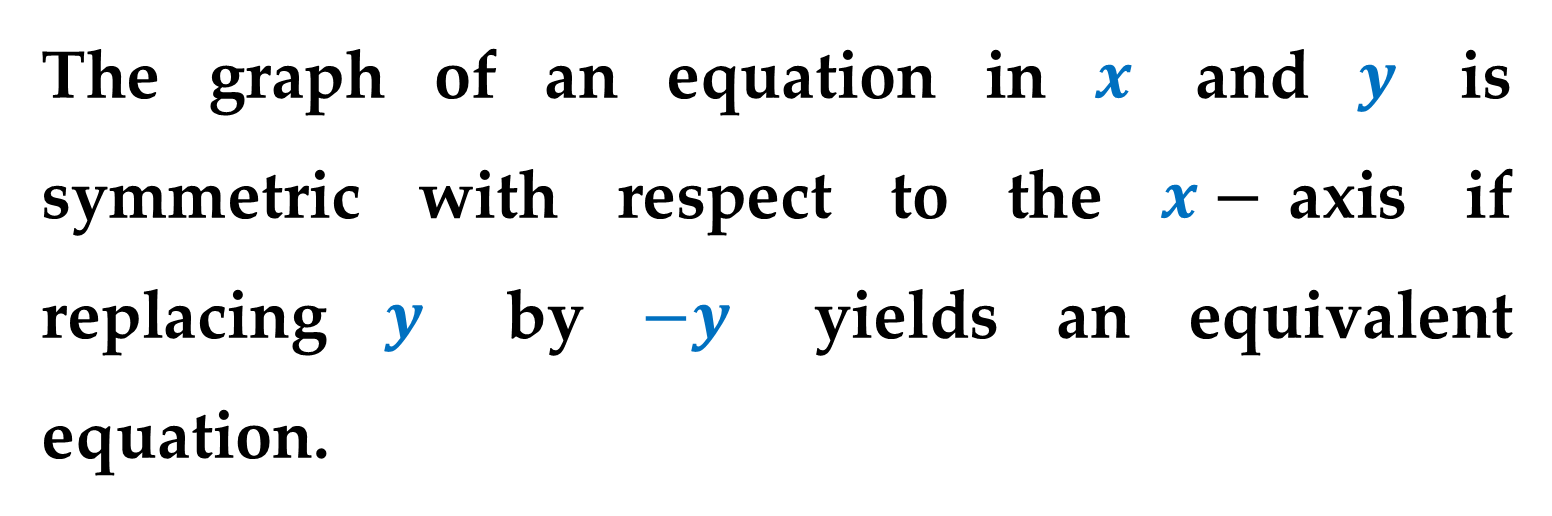 The graph of an equation in x and y is
symmetric with respect to the x – axis if
replacing y by −y yields an equivalent
equation.